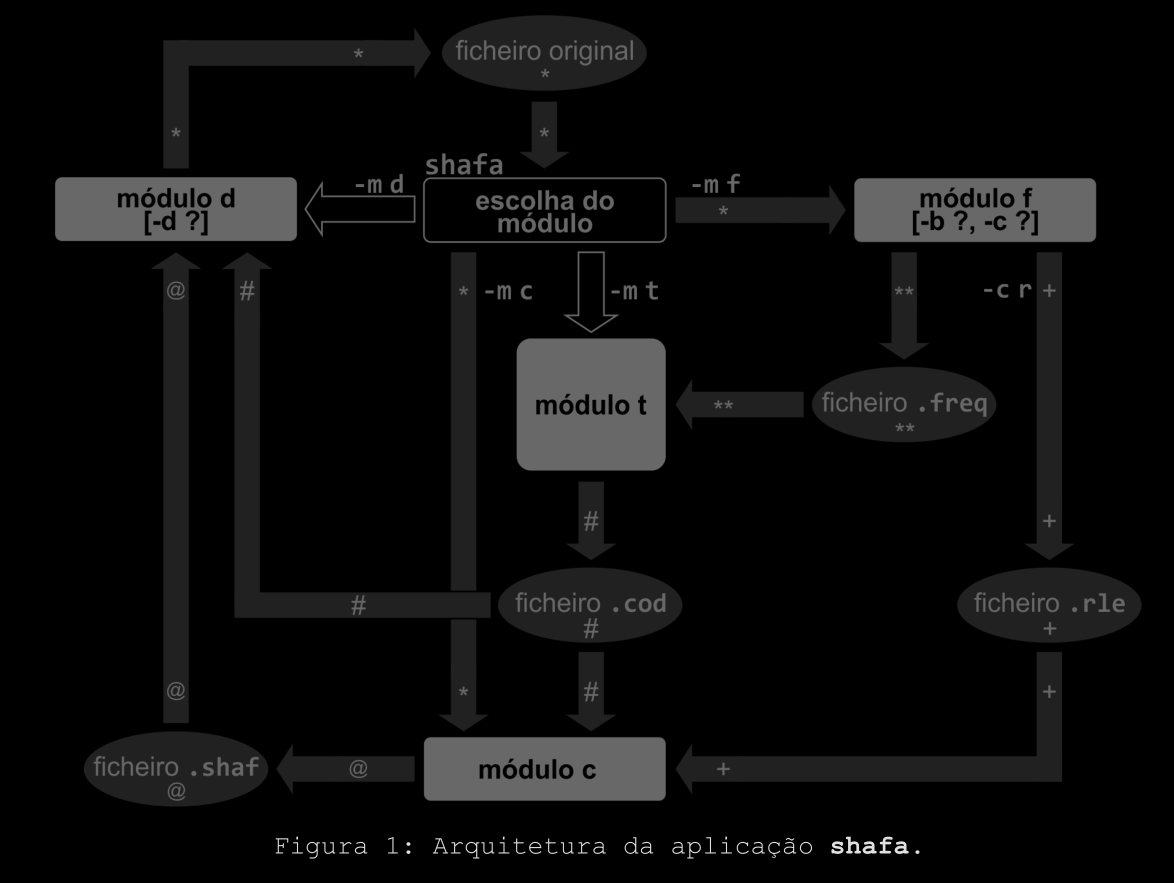 ficheiro original
*
*
*
*
shafa
-m d
escolha do
módulo
-m f
*
módulo d
[-d ?]
módulo f
[-b ?, -c ?]
@
#
* -m c
-m t
**
-c r +
módulo t
**
ficheiro .freq
**
#
+
#
ficheiro .cod
#
ficheiro .rle
+
@
*
#
+
ficheiro .shaf
@
@
módulo c
+
Figura 1: Arquitetura da aplicação shafa.